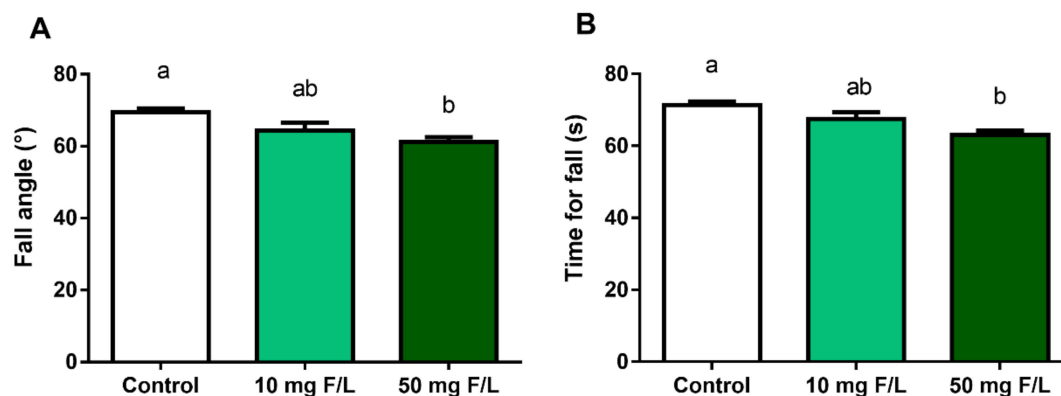 A
Fall angle (°)
80
60
40
20
0
a
ab
b
Control
10 mg F/L
50 mg F/L
B
Time for fall (s)
80
60
40
20
0
a
ab
b
Control
10 mg F/L
50 mg F/L